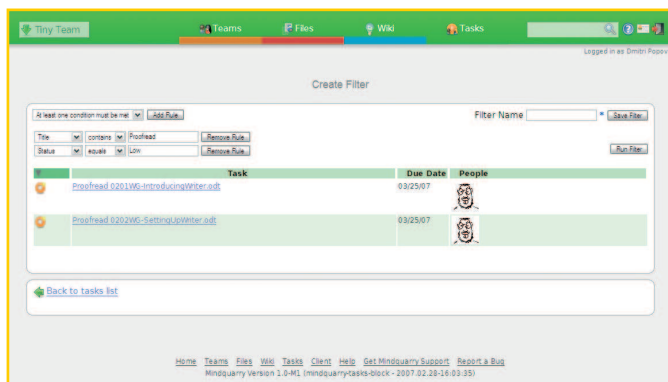 Tiny Team Teams Files Wiki Tasks
Logged in as Dmitri Popov
Create Filter
At least one condition must be met Add Rule Filter Name * Save Filter
Title contains Proofread Remove Rule
Status equals Low Remove Rule Run Filter
Task Due Date People
Proofread 0201WG-IntroducingWriter.odt 03/25/07
Proofread 0202WG-SettingUpWriter.odt 03/25/07
Back to tasks list
Home Teams Files Wiki Tasks Client Help Get Mindquarry Support Report a Bug
Mindquarry Version 1.0-M1 (mindquarry-tasks-block - 2007.02.28-16:03:35)